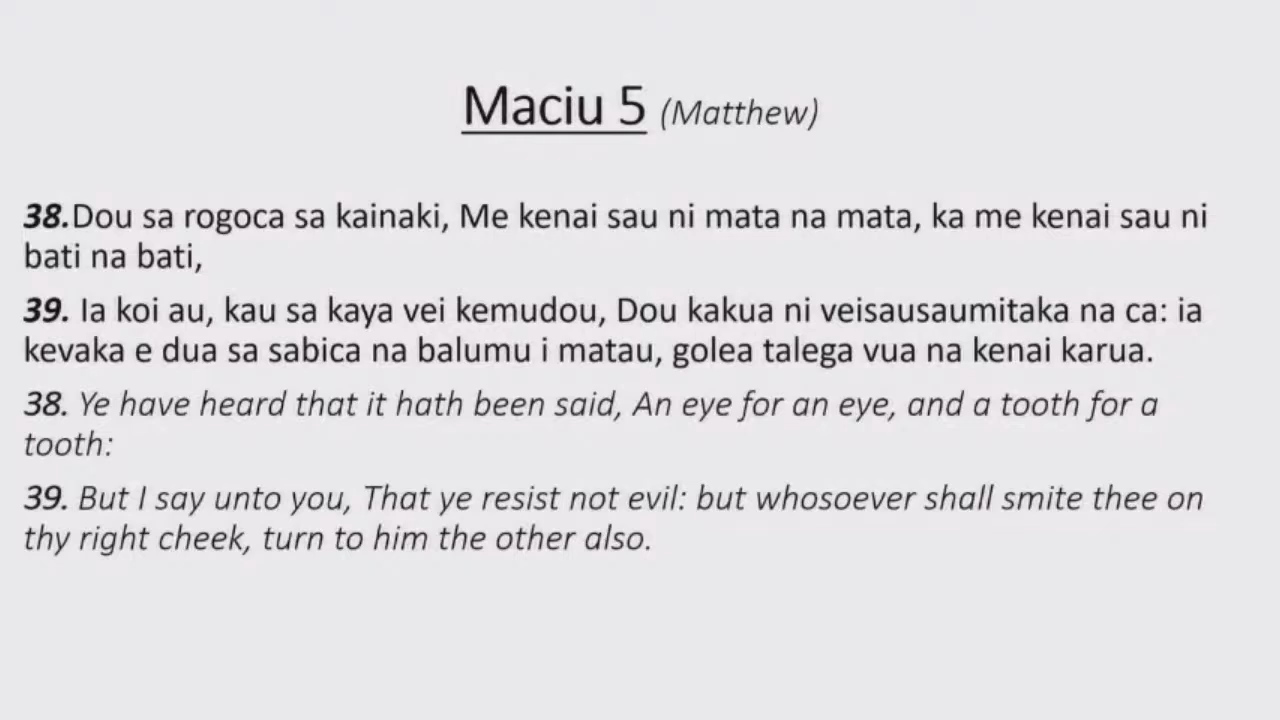 Maciu 5 (Matthew)
38.Dou sa rogoca sa kainaki, Me kenai sau ni mata na mata, ka me kenai sau ni
bati na bati,
39. Ia koi au, kau sa kaya vei kemudou, Dou kakua ni veisausaumitaka na ca: ia
kevaka e dua sa sabica na balumu i matau, golea talega vua na kenai karua.
38. Ye have heard that it hath been said, An eye for an eye, and a tooth for a
tooth:
39. But I say unto you, That ye resist not evil: but whosoever shall smite thee on
thy right cheek, turn to him the other also.